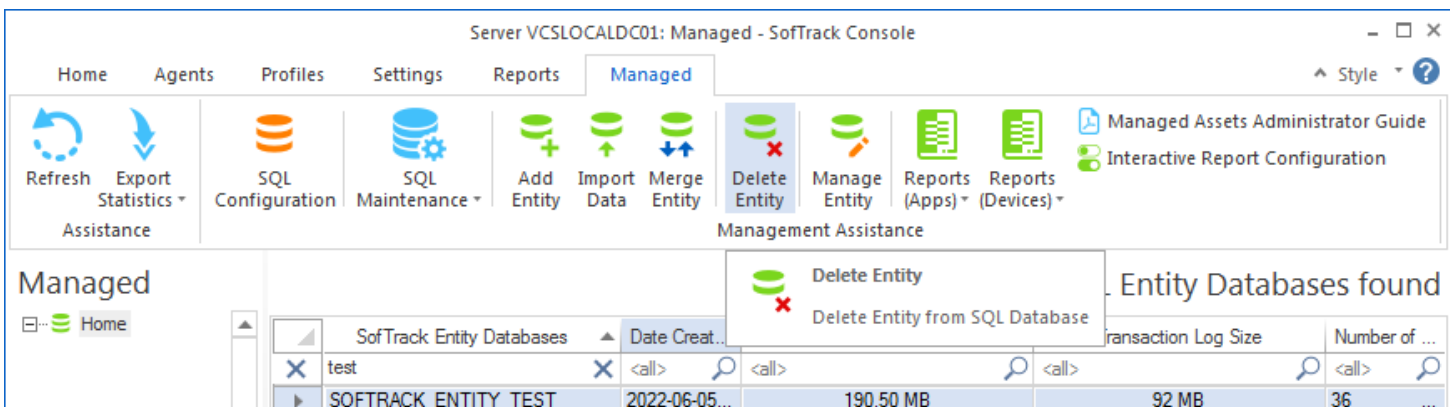 Server VCSLOCALDC01: Managed - SofTrack Console
Home Agents Profiles Settings Reports Managed Style ?
Refresh
Export
Statistics
SQL
Configuration
SQL
Maintenance
Add
Entity
Import
Data
Merge
Entity
Delete
Entity
Manage
Entity
Reports
(Apps)
Reports
(Devices)
Managed Assets Administrator Guide
Interactive Report Configuration
Assistance
Management Assistance
Managed
Home
Delete Entity
Delete Entity from SQL Database
Entity Databases found
SofTrack Entity Databases Date Creat... Transaction Log Size Number of ...
test <all> <all> <all> <all>
SOFTRACK_ENTITY_TEST 2022-06-05... 190.50 MB 92 MB 36 ...